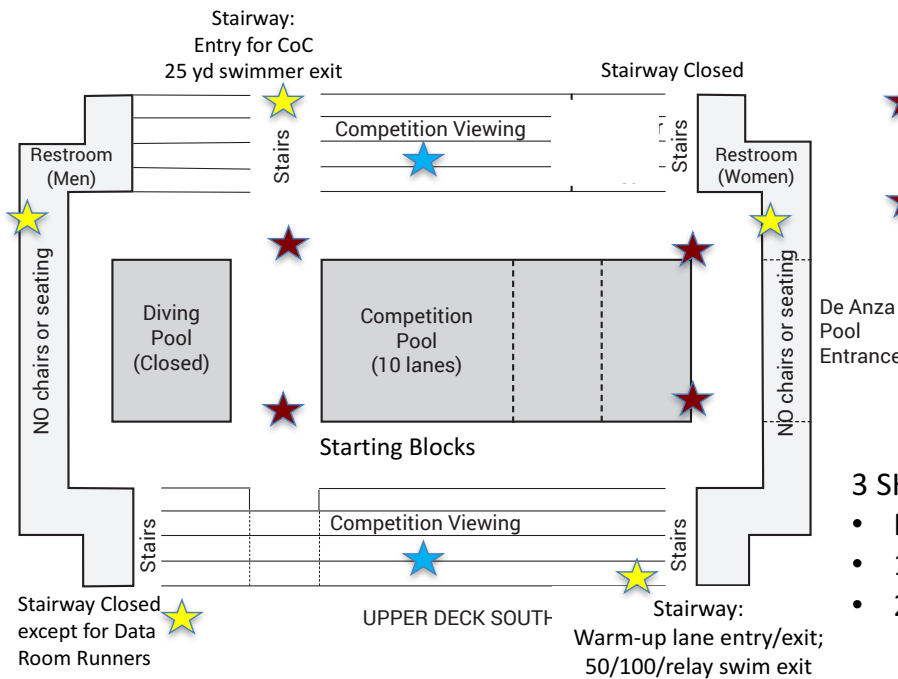 Stairway:
Entry for CoC
25 yd swimmer exit
Stairway Closed
Competition Viewing
Stairs
Stairs
Restroom
(Men)
Restroom
(Women)
NO chairs or seating
Diving
Pool
(Closed)
Competition
Pool
(10 lanes)
NO chairs or seating
De Anza
Pool
Entrance
Starting Blocks
3
Competition Viewing
Stairs
Stairs
Stairway Closed
except for Data
Room Runners
UPPER DECK SOUTH
Stairway:
Warm-up lane entry/exit;
50/100/relay swim exit